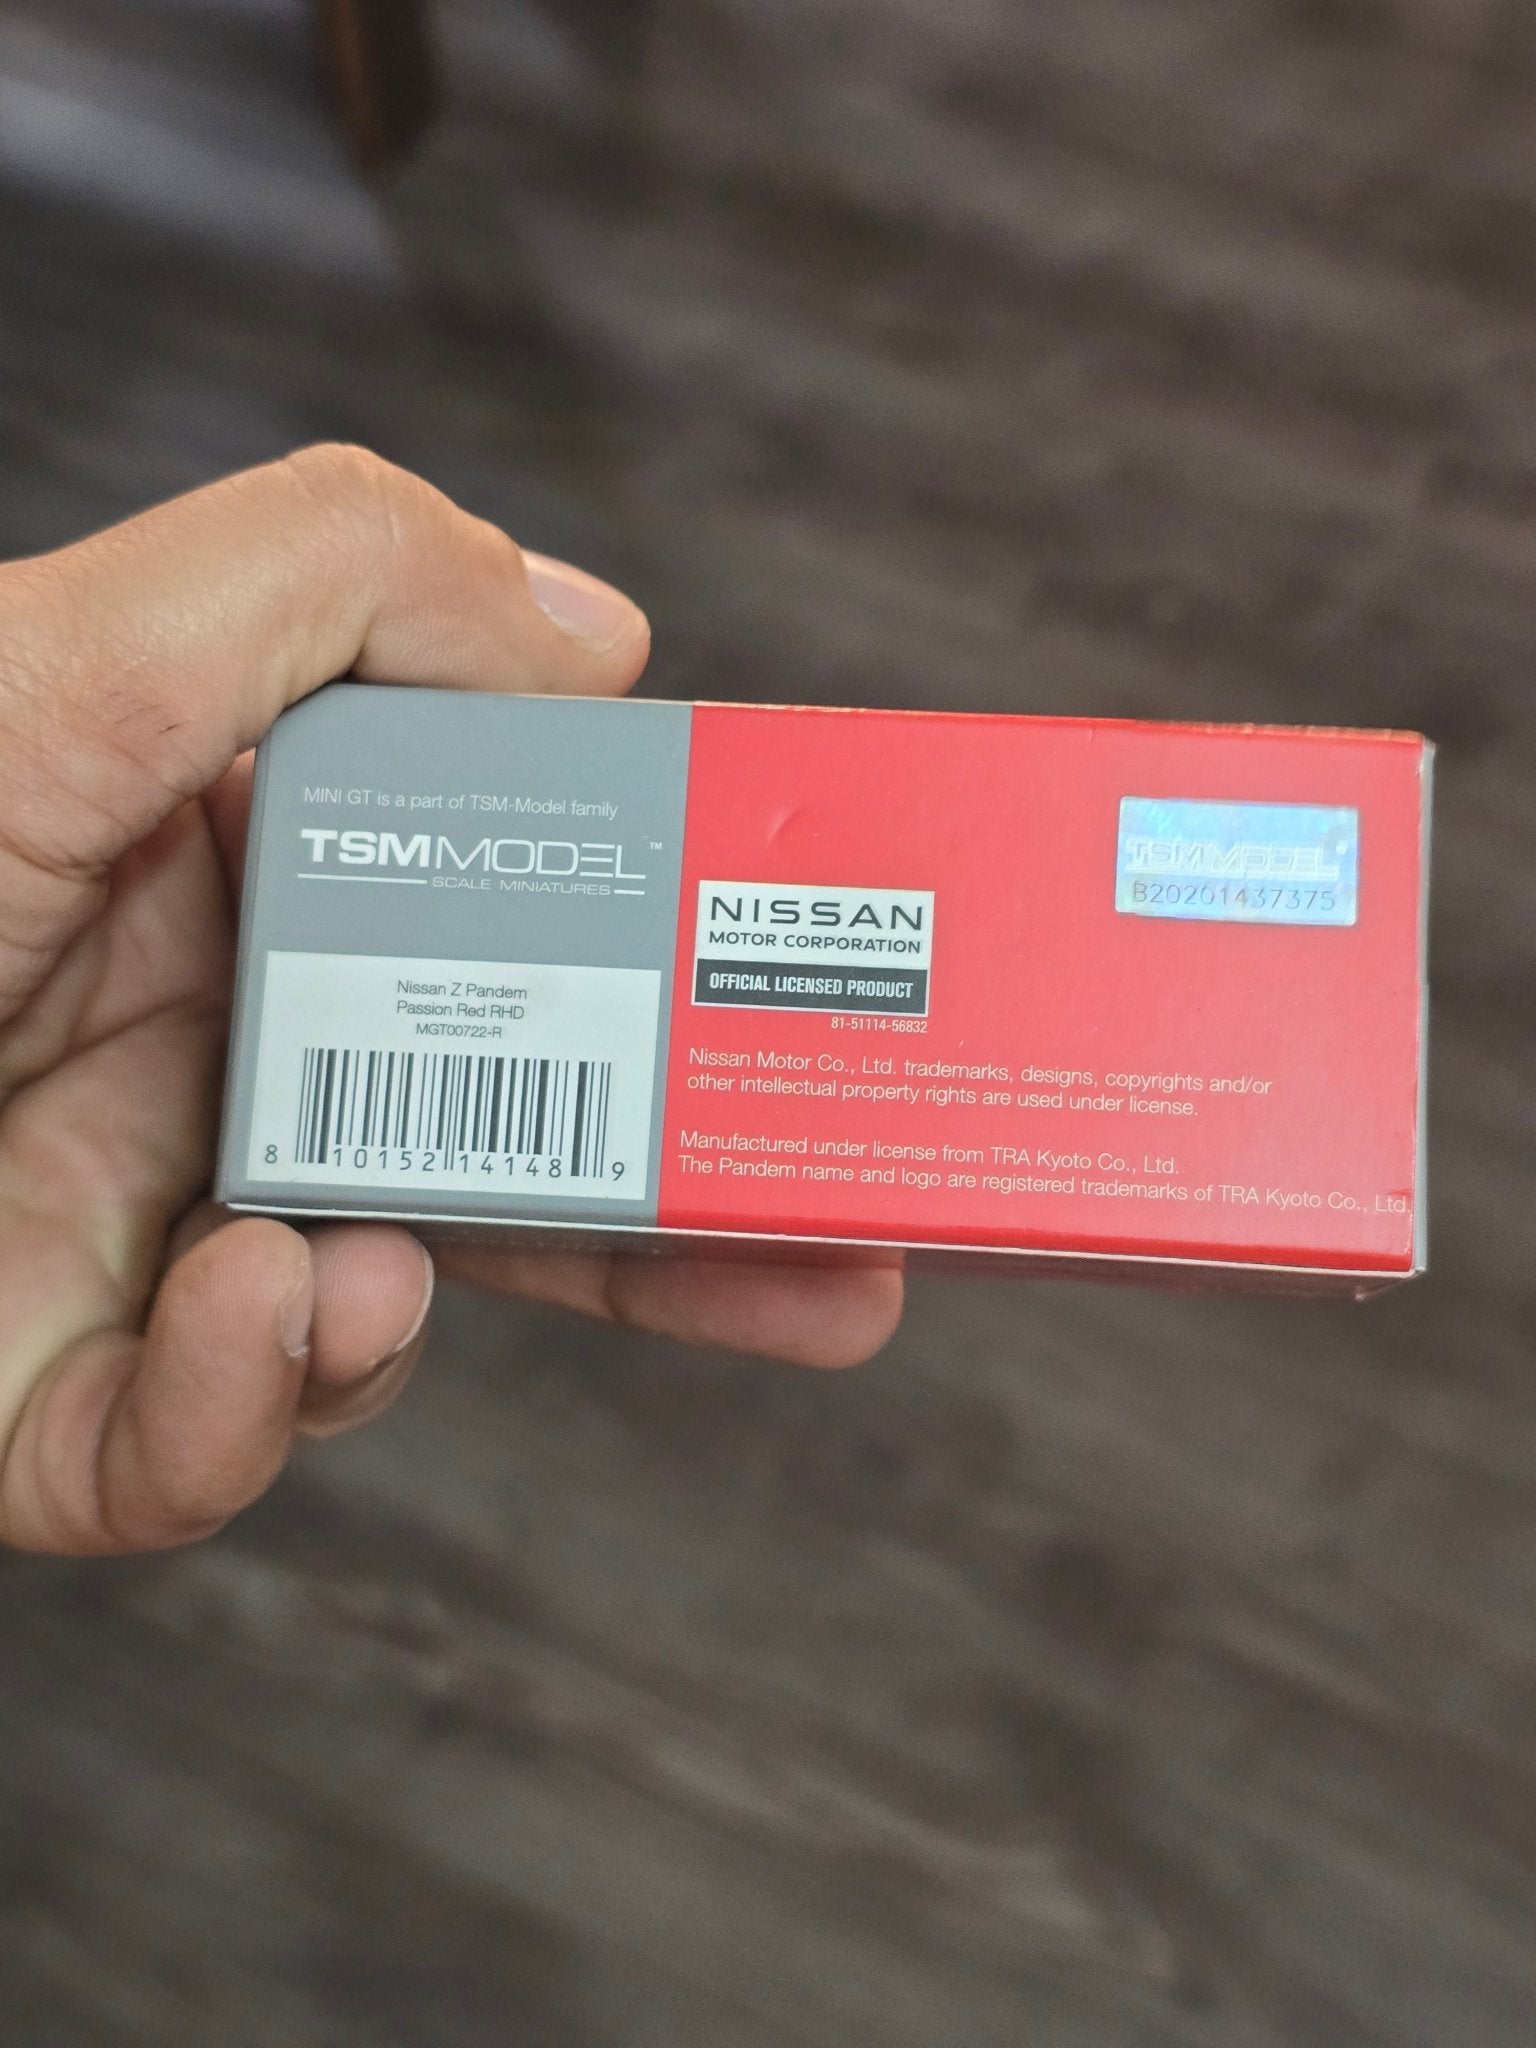 MINI GT is a part of TSM-Model family
TSMMODEL™
SCALE MINIATURES
Nissan Z Pandem
Passion Red RHD
MGT00722-R
8 10152 14148 9
NISSAN
MOTOR CORPORATION
OFFICIAL LICENSED PRODUCT
81-51114-56832
Nissan Motor Co., Ltd. trademarks, designs, copyrights and/or
other intellectual property rights are used under license.
Manufactured under license from TRA Kyoto Co., Ltd.
The Pandem name and logo are registered trademarks of TRA Kyoto Co., Ltd.
TSMMODEL
B20201437375